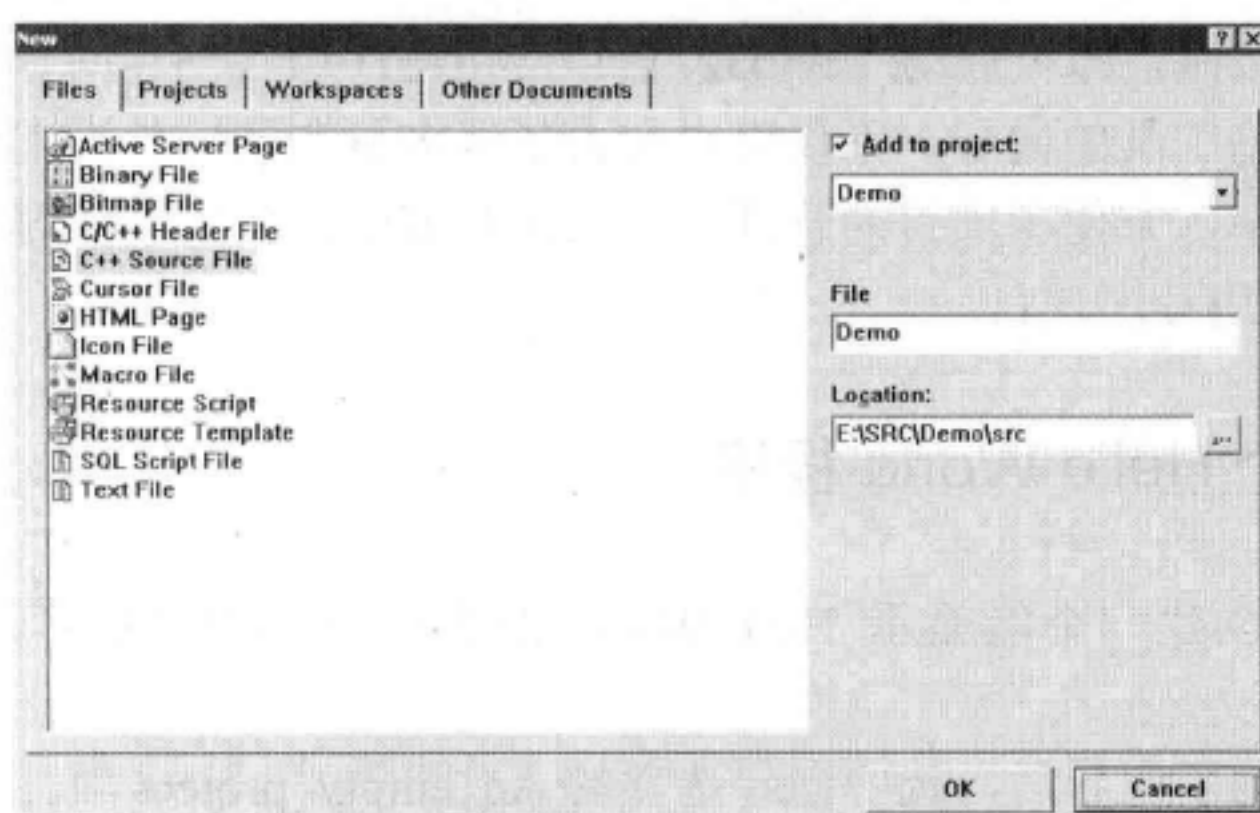 New
Files Projects Workspaces Other Documents
Active Server Page
Binary File
Bitmap File
C/C++ Header File
C++ Source File
Cursor File
HTML Page
Icon File
Macro File
Resource Script
Resource Template
SQL Script File
Text File
Add to project:
Demo
File
Demo
Location:
E:\SRC\Demo\src
...
OK Cancel